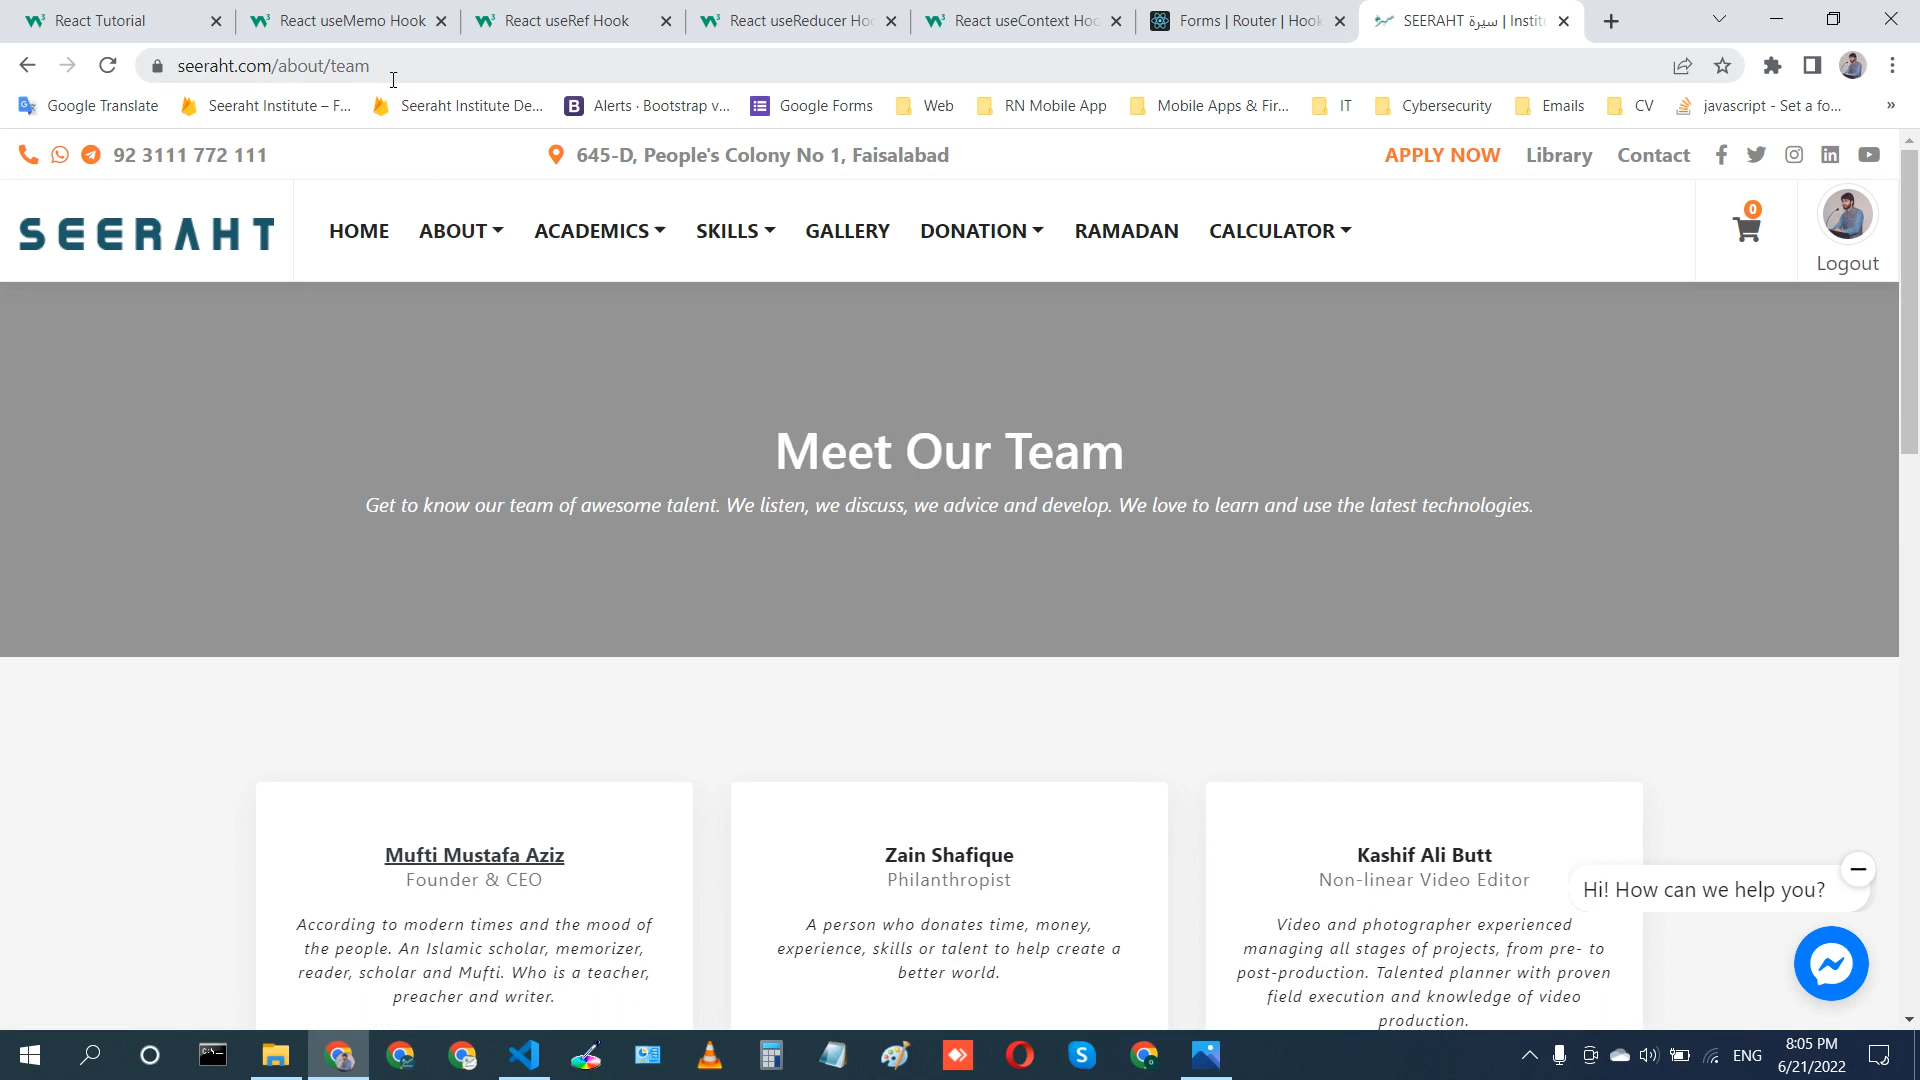 React Tutorial
React useMemo Hook
React useRef Hook
React useReducer Hoo
React useContext Hoo
Forms | Router | Hook
SEERAHT سيرة | Institu
seeraht.com/about/team
Google Translate
Seeraht Institute – F...
Seeraht Institute De...
Alerts · Bootstrap v...
Google Forms
Web
RN Mobile App
Mobile Apps & Fir...
IT
Cybersecurity
Emails
CV
javascript - Set a fo...
»
92 3111 772 111
645-D, People's Colony No 1, Faisalabad
APPLY NOW
Library
Contact
SEERAHT
HOME
ABOUT
ACADEMICS
SKILLS
GALLERY
DONATION
RAMADAN
CALCULATOR
0
Logout
Meet Our Team
Get to know our team of awesome talent. We listen, we discuss, we advice and develop. We love to learn and use the latest technologies.
Mufti Mustafa Aziz
Founder & CEO
According to modern times and the mood of
the people. An Islamic scholar, memorizer,
reader, scholar and Mufti. Who is a teacher,
preacher and writer.
Zain Shafique
Philanthropist
A person who donates time, money,
experience, skills or talent to help create a
better world.
Kashif Ali Butt
Non-linear Video Editor
Video and photographer experienced
managing all stages of projects, from pre- to
post-production. Talented planner with proven
field execution and knowledge of video
production.
Hi! How can we help you?
ENG
8:05 PM
6/21/2022